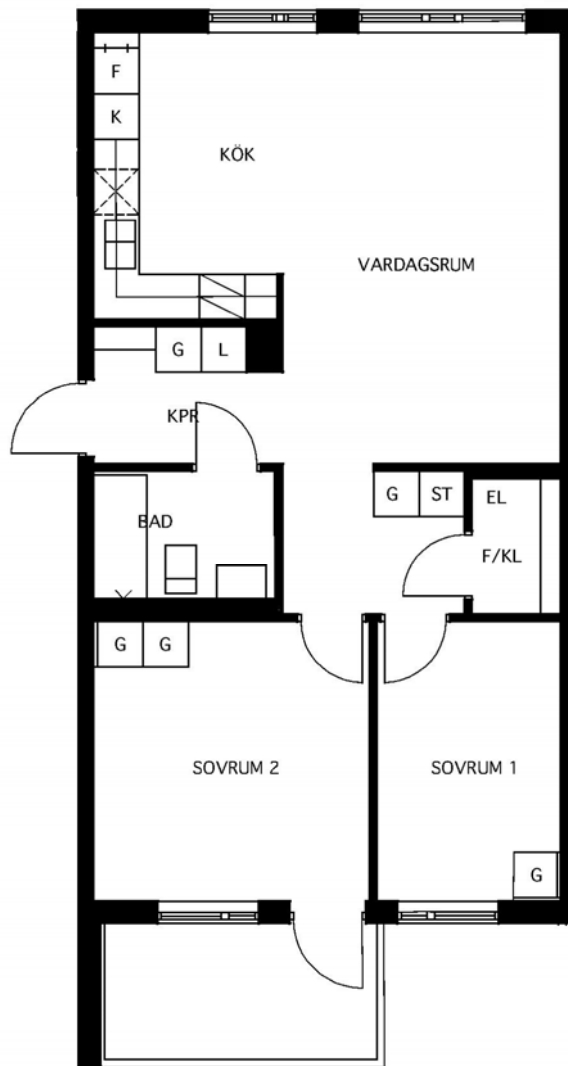 F
K
KÖK
VARDAGSRUM
G L
KPR
G ST EL
BAD
F/KL
G G
SOVRUM 2 SOVRUM 1
G